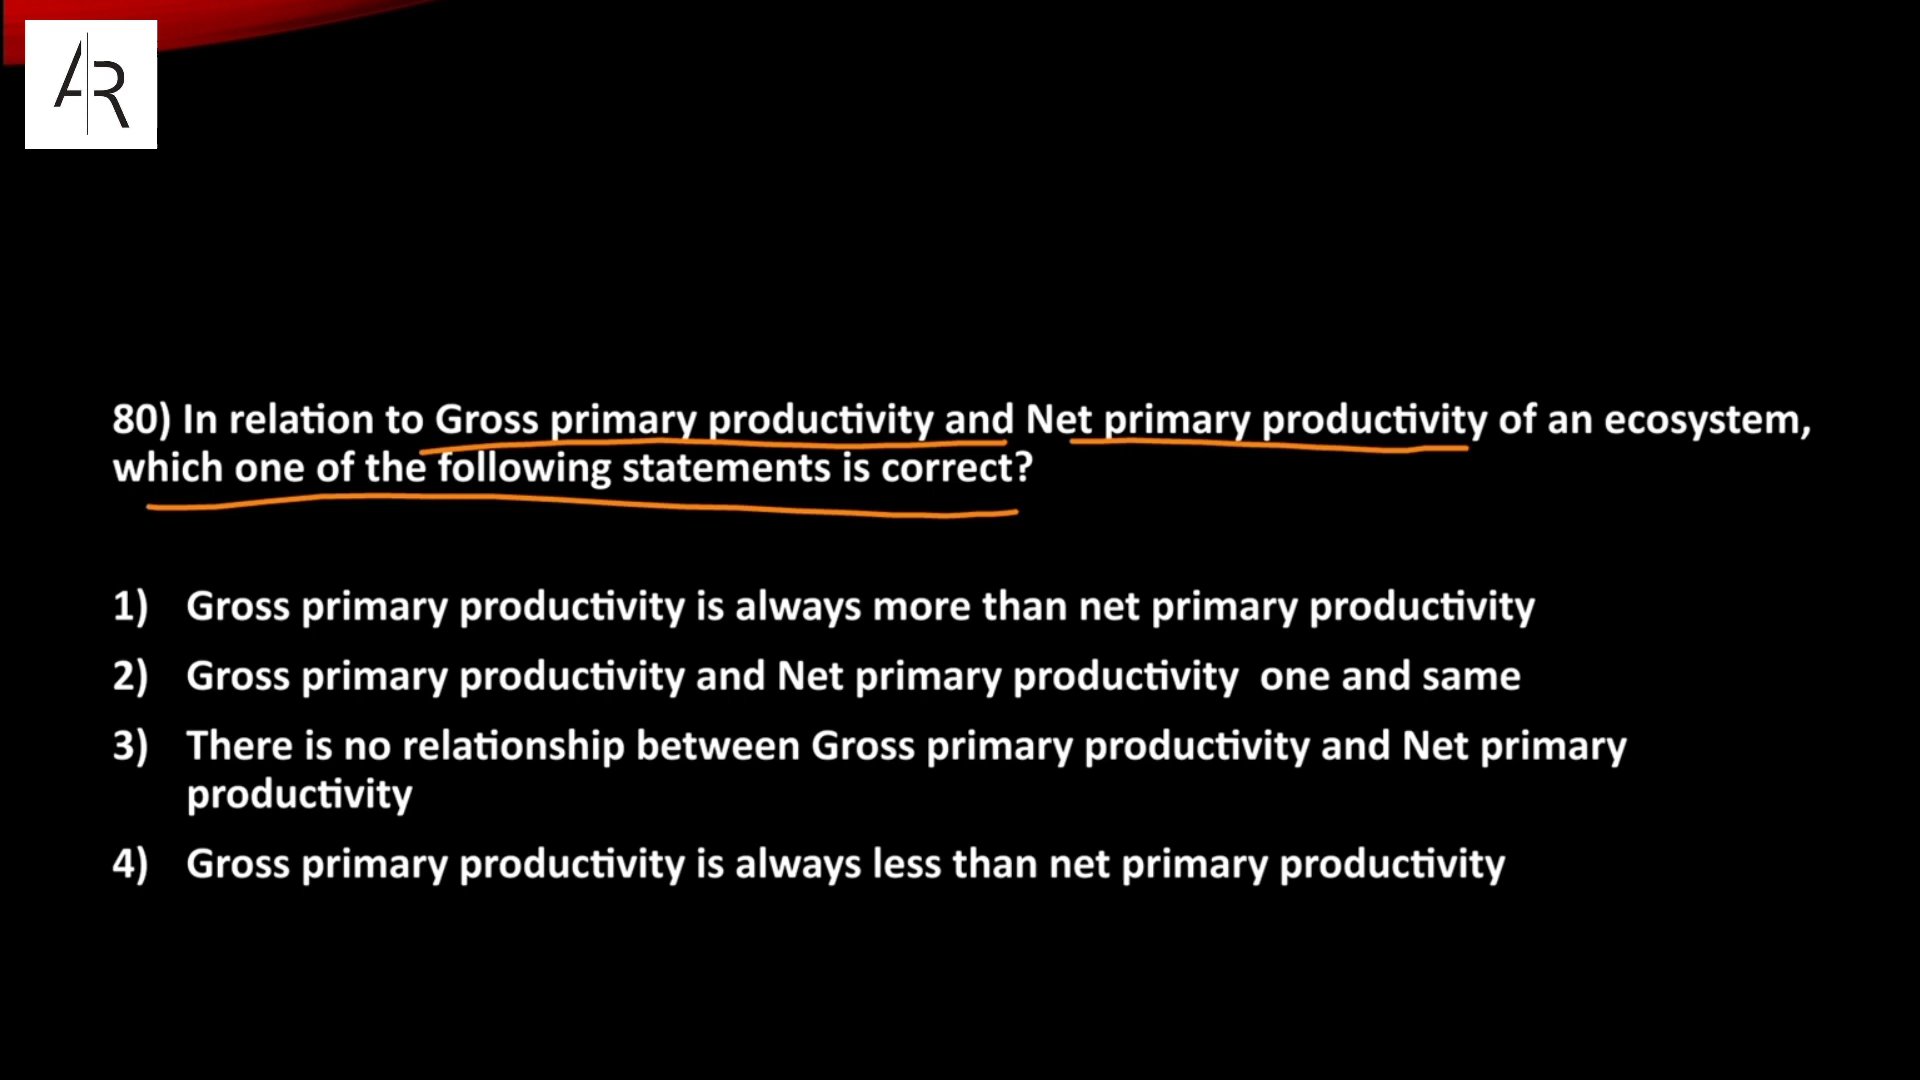 AR
80) In relation to Gross primary productivity and Net primary productivity of an ecosystem,
which one of the following statements is correct?
1) Gross primary productivity is always more than net primary productivity
2) Gross primary productivity and Net primary productivity one and same
3) There is no relationship between Gross primary productivity and Net primary
productivity
4) Gross primary productivity is always less than net primary productivity